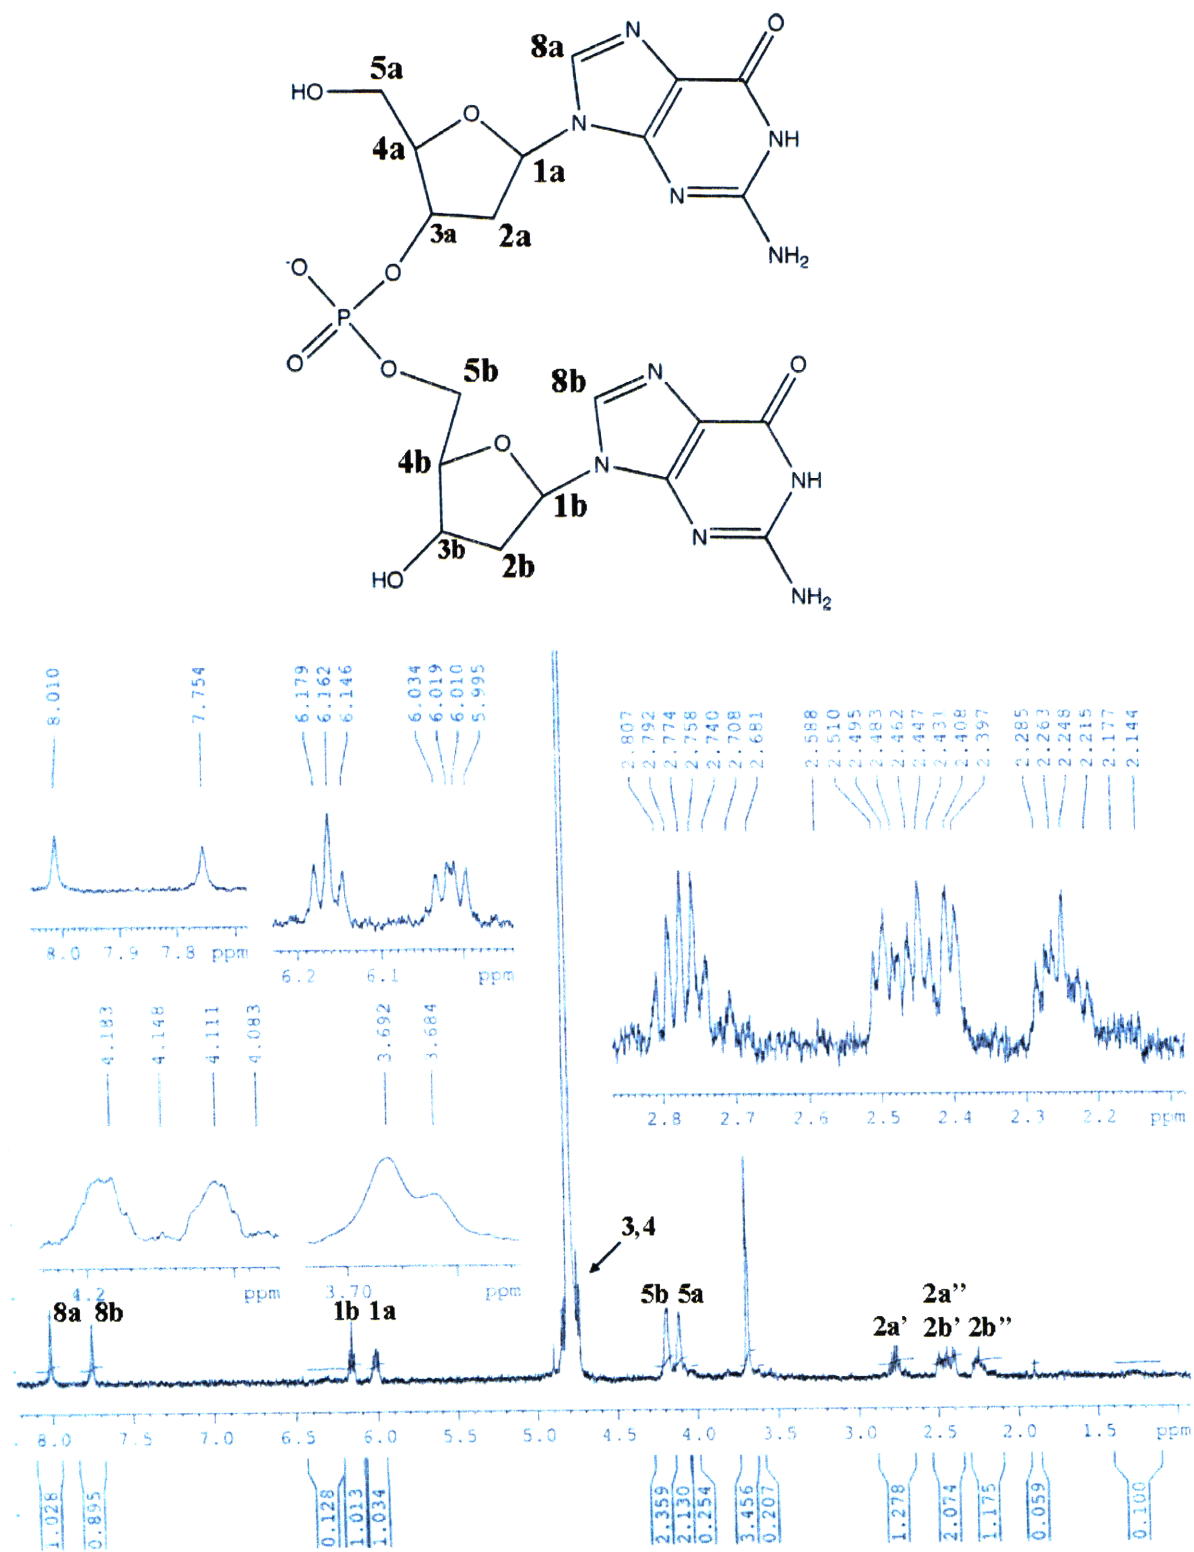 O
N
8a
5a
HO
O
N
NH
4a
1a
N
3a
2a
NH2
-O
O
P
O
O
5b
8b
N
O
4b
O
N
NH
1b
N
3b
2b
HO
NH2
8.010
7.754
6.179
6.162
6.146
6.034
6.019
6.010
5.995
2.807
2.792
2.774
2.758
2.740
2.708
2.681
2.588
2.510
2.495
2.483
2.462
2.447
2.431
2.408
2.397
2.285
2.263
2.248
2.215
2.177
2.144
8.0 7.9 7.8 ppm
6.2 6.1 ppm
4.183
4.148
4.111
4.083
3.692
3.684
2.8 2.7 2.6 2.5 2.4 2.3 2.2 ppm
4.2 ppm
3.70 ppm
3,4
8a 8b
1b 1a
5b 5a
2a''
2a' 2b' 2b"
8.0 7.5 7.0 6.5 6.0 5.5 5.0 4.5 4.0 3.5 3.0 2.5 2.0 1.5 ppm
1.028
0.895
0.128
1.013
1.034
2.359
2.130
0.254
3.456
0.207
1.278
2.074
1.175
0.059
0.100